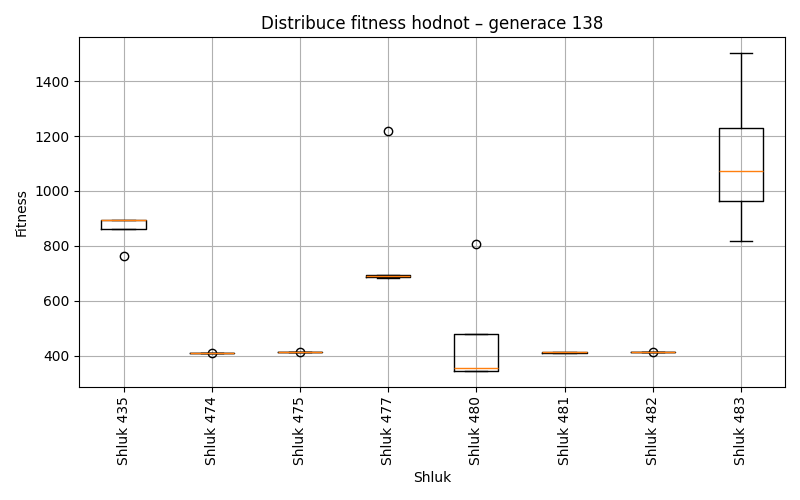 Distribuce fitness hodnot – generace 138
Fitness
1400
1200
1000
800
600
400
Shluk 435
Shluk 474
Shluk 475
Shluk 477
Shluk 480
Shluk 481
Shluk 482
Shluk 483
Shluk